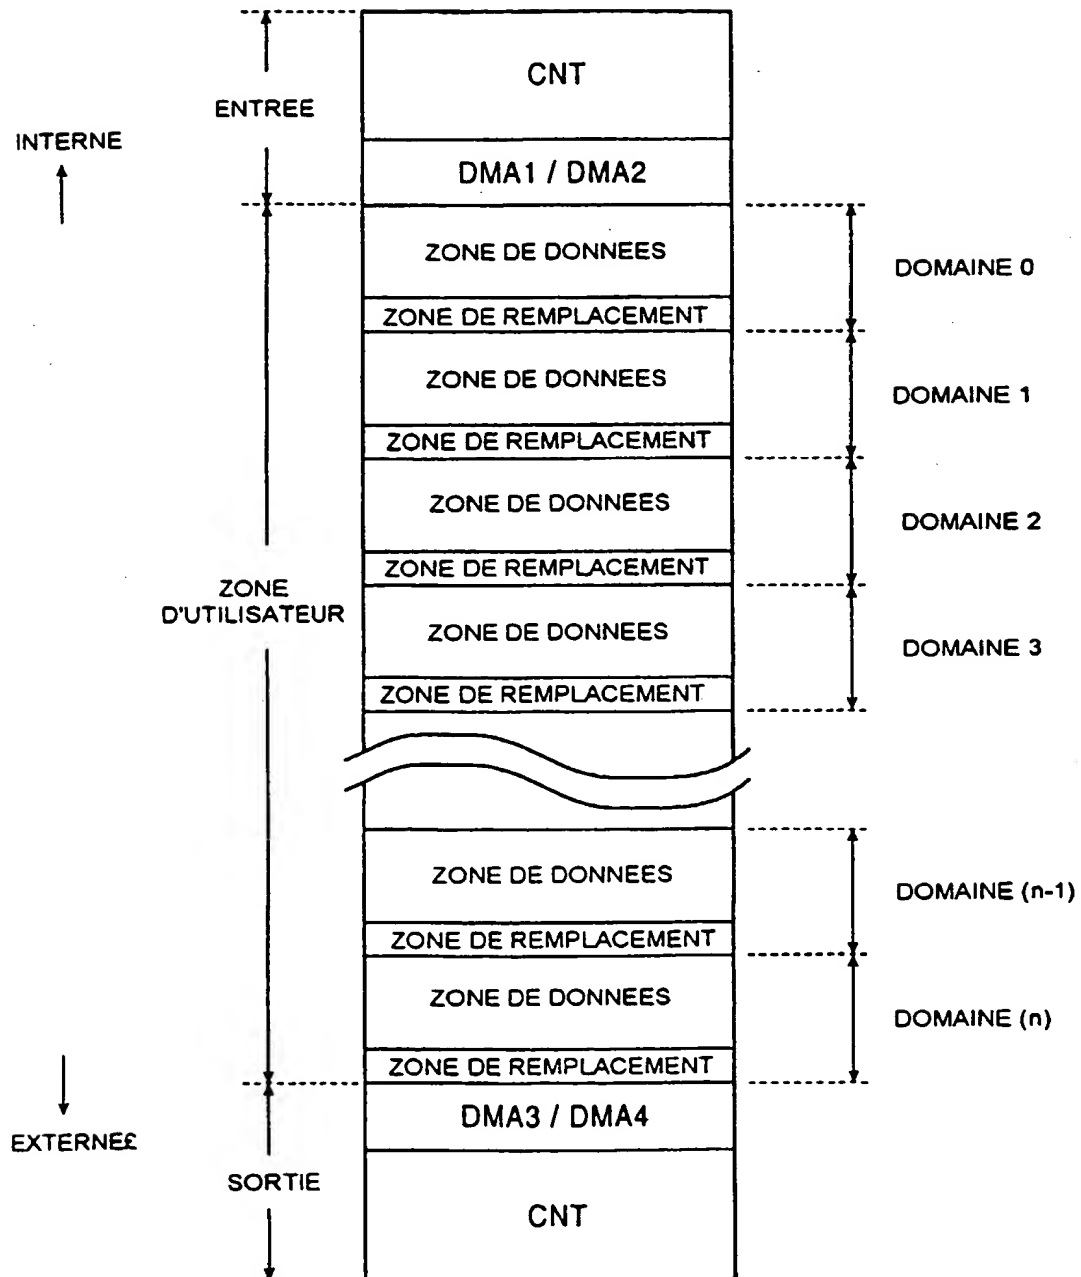 CNT
ENTREE
INTERNE
DMA1 / DMA2
ZONE DE DONNEES
DOMAINE 0
ZONE DE REMPLACEMENT
ZONE DE DONNEES
DOMAINE 1
ZONE DE REMPLACEMENT
ZONE DE DONNEES
DOMAINE 2
ZONE DE REMPLACEMENT
ZONE
D'UTILISATEUR
ZONE DE DONNEES
DOMAINE 3
ZONE DE REMPLACEMENT
ZONE DE DONNEES
DOMAINE (n-1)
ZONE DE REMPLACEMENT
ZONE DE DONNEES
DOMAINE (n)
ZONE DE REMPLACEMENT
DMA3 / DMA4
EXTERNE£
SORTIE
CNT